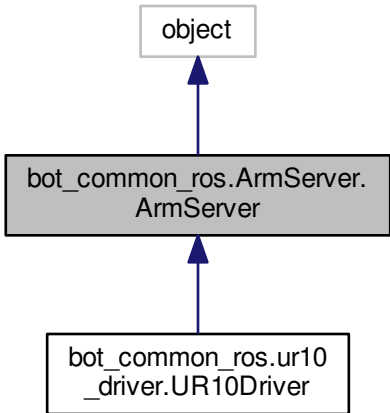 object
bot_common_ros.ArmServer.
ArmServer
bot_common_ros.ur10
_driver.UR10Driver